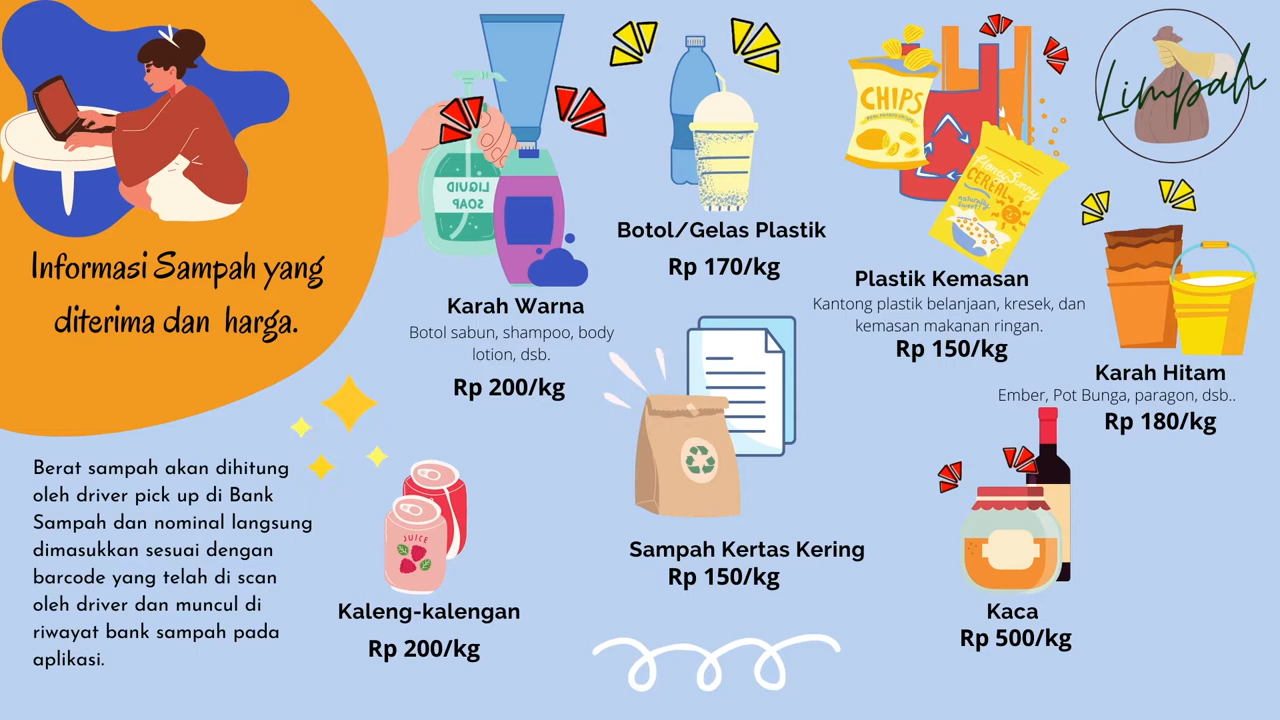 Informasi Sampah yang
diterima dan harga.
Berat sampah akan dihitung
oleh driver pick up di Bank
Sampah dan nominal langsung
dimasukkan sesuai dengan
barcode yang telah di scan
oleh driver dan muncul di
riwayat bank sampah pada
aplikasi.
LIQUID
SOAP
Karah Warna
Botol sabun, shampoo, body
lotion, dsb.
Rp 200/kg
Botol/Gelas Plastik
Rp 170/kg
CHIPS
Honey Sunny
CEREAL
naturally
sweet!
Plastik Kemasan
Kantong plastik belanjaan, kresek, dan
kemasan makanan ringan.
Rp 150/kg
Limpah
Karah Hitam
Ember, Pot Bunga, paragon, dsb..
Rp 180/kg
JUICE
Kaleng-kalengan
Rp 200/kg
Sampah Kertas Kering
Rp 150/kg
Kaca
Rp 500/kg